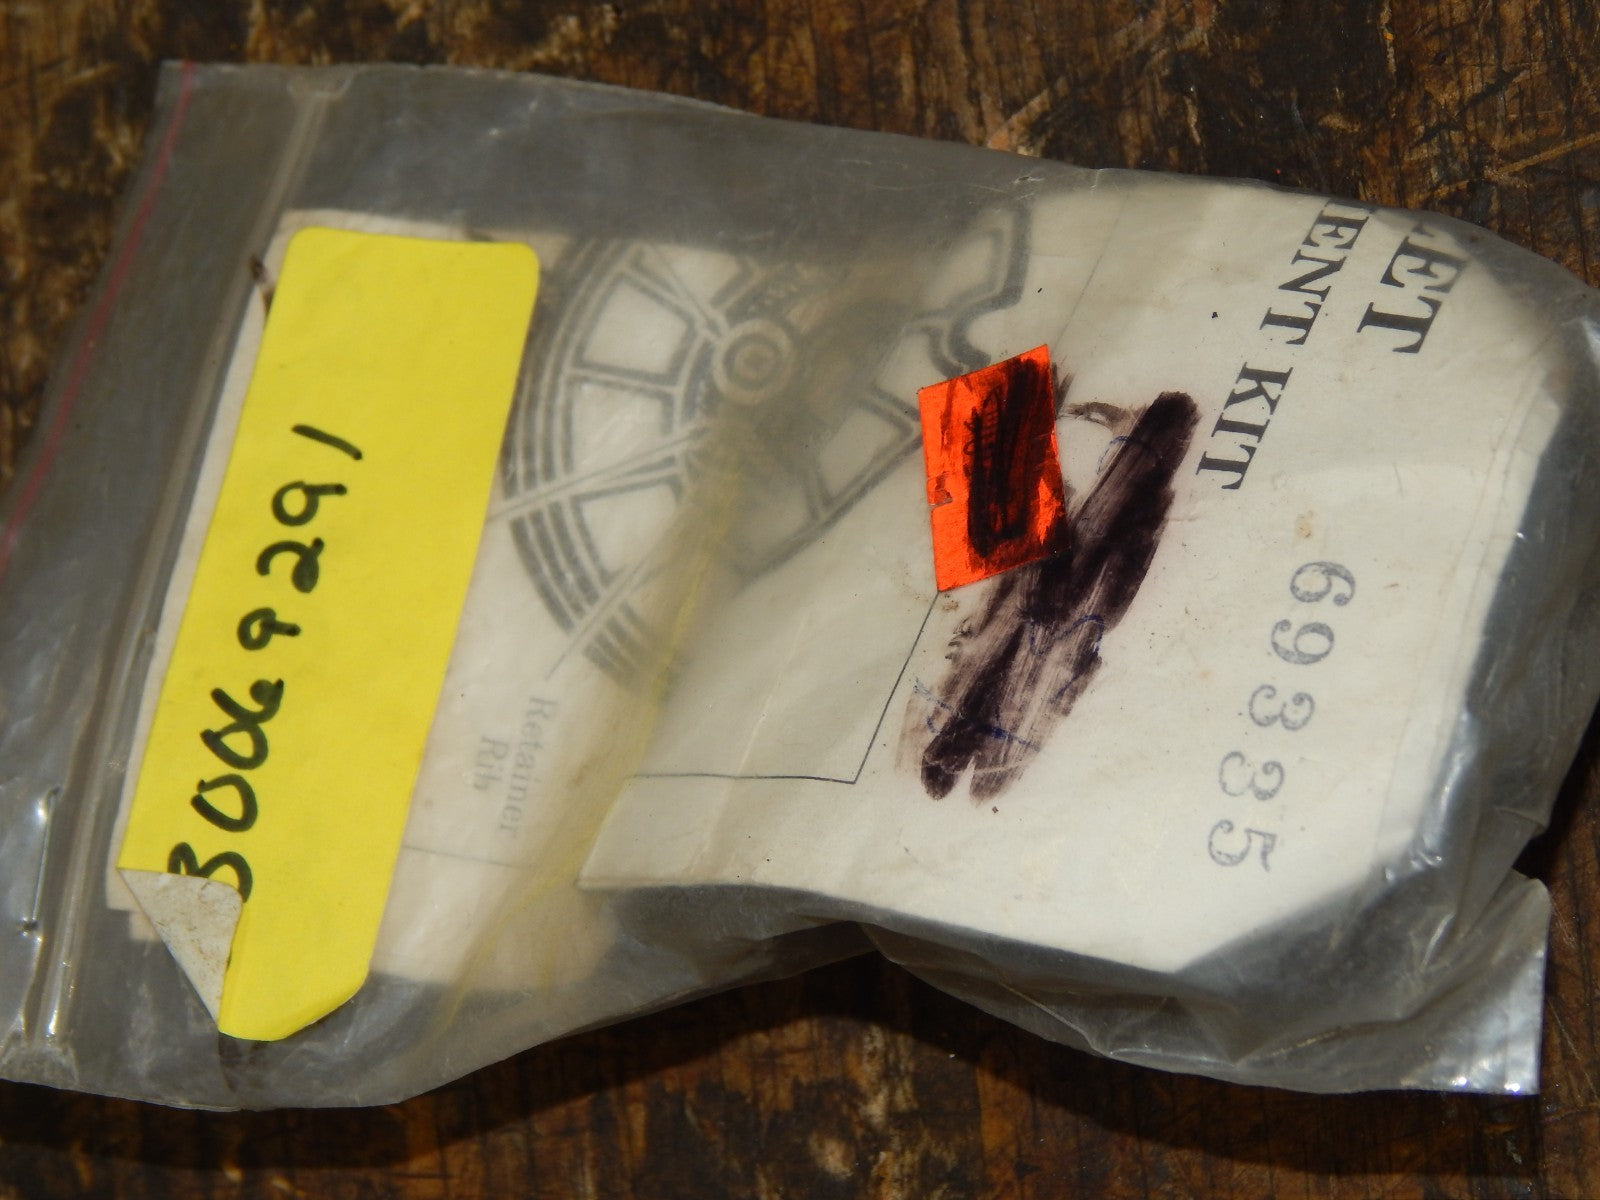 30069291
ET
ENT KIT
69335
Retainer
Rib